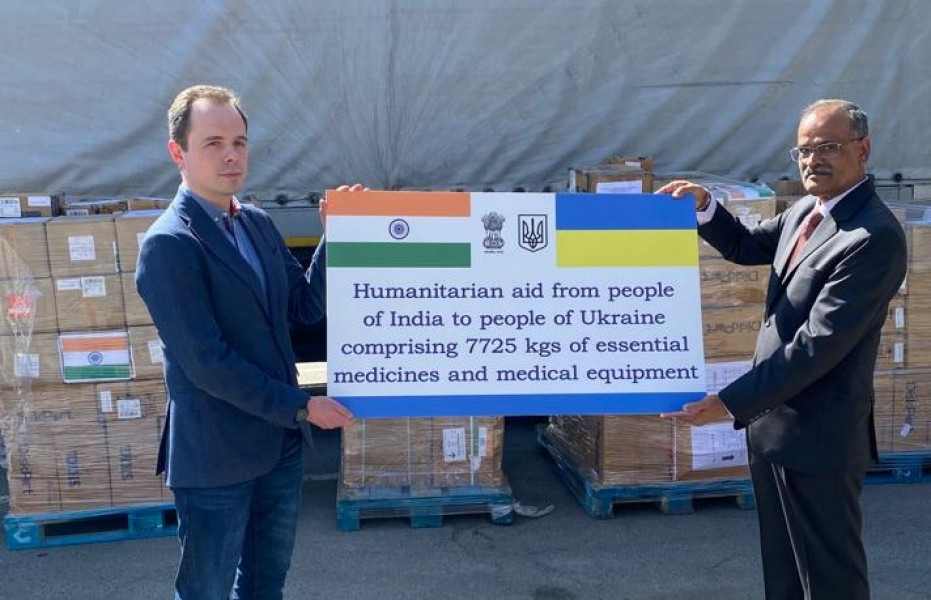 Humanitarian aid from people
of India to people of Ukraine
comprising 7725 kgs of essential
medicines and medical equipment